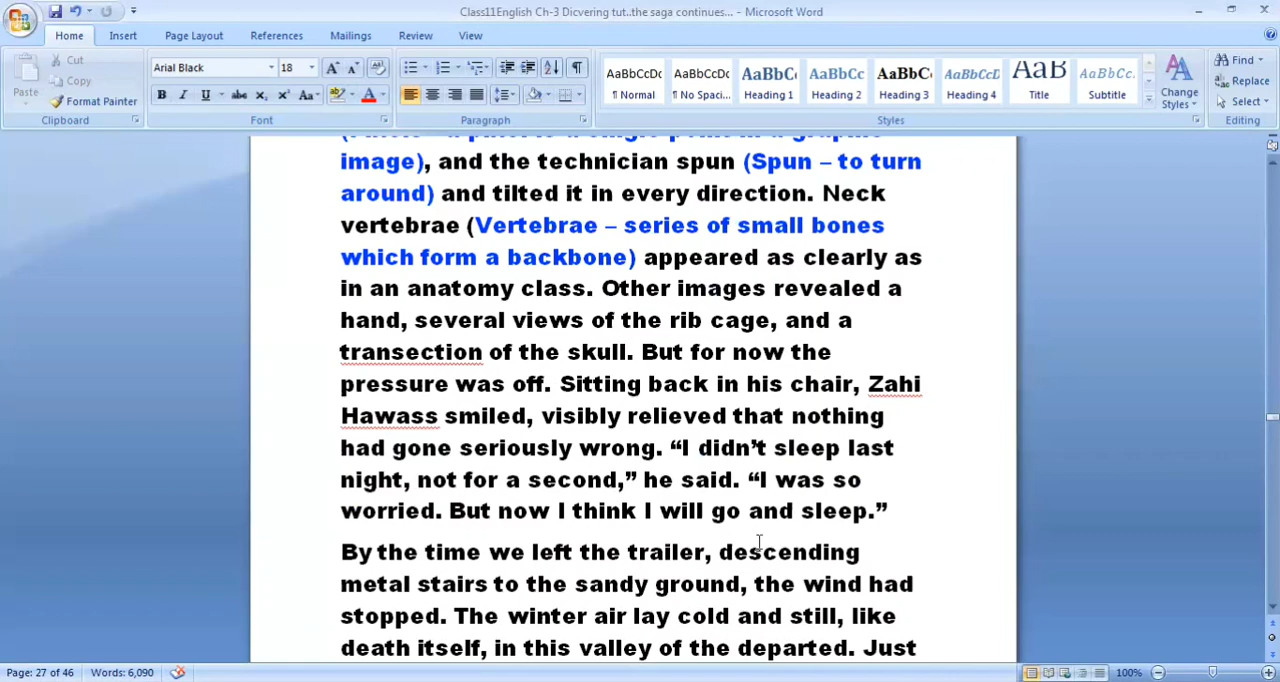 Class11English Ch-3 Dicvering tut..the saga continues... - Microsoft Word
Home Insert Page Layout References Mailings Review View
Paste
Cut
Copy
Format Painter
Clipboard
Arial Black 18
Font
Paragraph
AaBbCcDc AaBbCcDc AaBbC AaBbCc AaBbCc AaBbCcD AaB AaBbCc.
¶ Normal ¶ No Spaci... Heading 1 Heading 2 Heading 3 Heading 4 Title Subtitle
Styles
Change
Styles
Find
Replace
Select
Editing
image), and the technician spun (Spun – to turn
around) and tilted it in every direction. Neck
vertebrae (Vertebrae – series of small bones
which form a backbone) appeared as clearly as
in an anatomy class. Other images revealed a
hand, several views of the rib cage, and a
transection of the skull. But for now the
pressure was off. Sitting back in his chair, Zahi
Hawass smiled, visibly relieved that nothing
had gone seriously wrong. “I didn’t sleep last
night, not for a second,” he said. “I was so
worried. But now I think I will go and sleep.”
By the time we left the trailer, descending
metal stairs to the sandy ground, the wind had
stopped. The winter air lay cold and still, like
death itself, in this valley of the departed. Just
Page: 27 of 46 Words: 6,090 100%